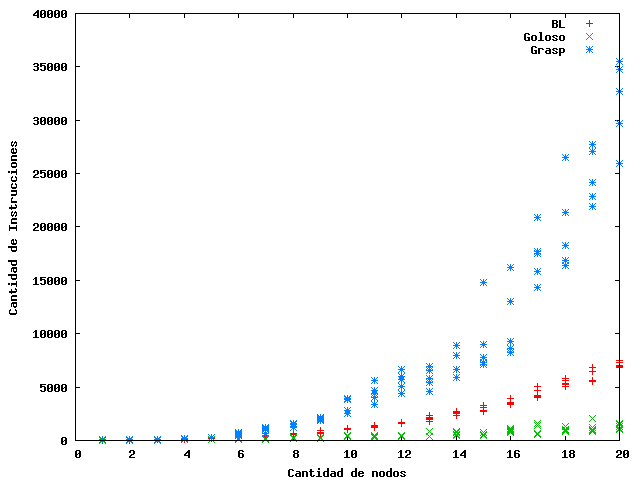 40000
35000
30000
25000
20000
15000
10000
5000
0
Cantidad de Instrucciones
BL
Goloso
Grasp
0 2 4 6 8 10 12 14 16 18 20
Cantidad de nodos